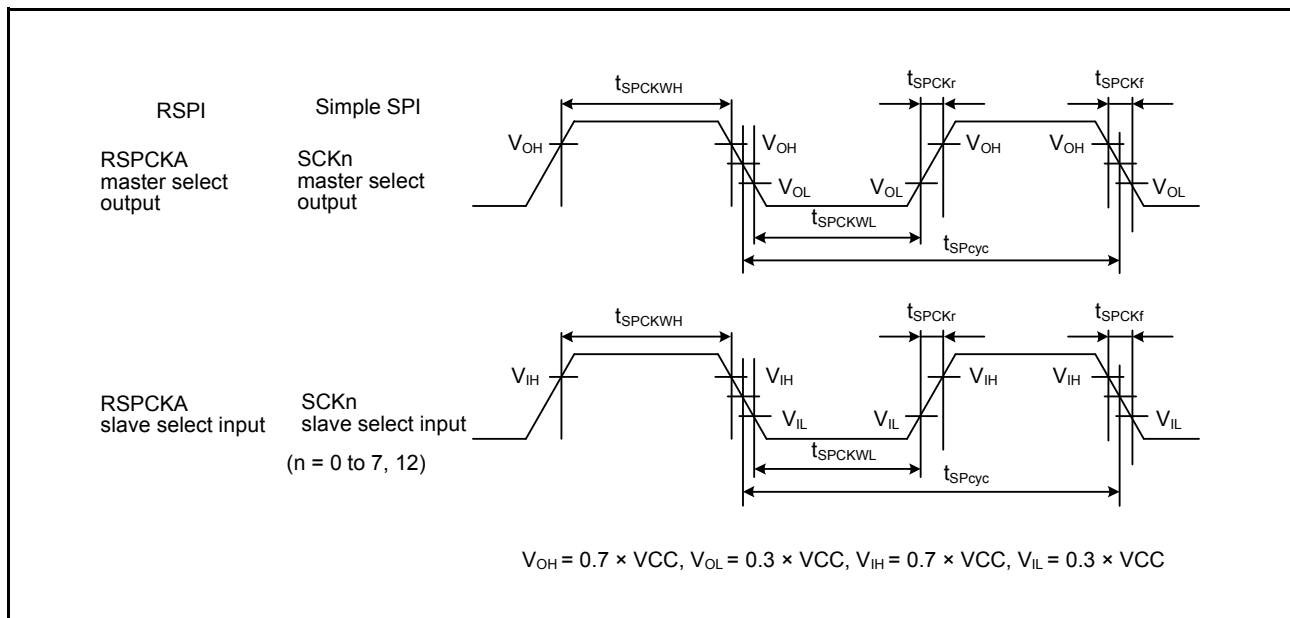 RSPI
Simple SPI
RSPCKA
master select
output
SCKn
master select
output
tSPCKWH
tSPCKr
tSPCKf
VOH
VOH
VOL
VOL
VOH
VOH
VOL
tSPCKWL
tSPcyc
RSPCKA
slave select input
SCKn
slave select input
(n = 0 to 7, 12)
tSPCKWH
tSPCKr
tSPCKf
VIH
VIH
VIL
VIL
VIH
VIH
VIL
tSPCKWL
tSPcyc
VOH = 0.7 × VCC, VOL = 0.3 × VCC, VIH = 0.7 × VCC, VIL = 0.3 × VCC